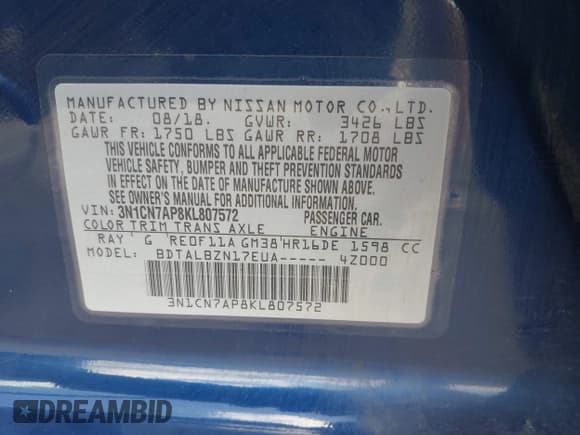 MANUFACTURED BY NISSAN MOTOR CO., LTD.
DATE: 08/18. GVWR: 3426 LBS
GAWR FR: 1750 LBS GAWR RR: 1708 LBS
THIS VEHICLE CONFORMS TO ALL APPLICABLE FEDERAL MOTOR
VEHICLE SAFETY, BUMPER AND THEFT PREVENTION STANDARDS
IN EFFECT ON THE DATE OF MANUFACTURE SHOWN ABOVE.
SEE OWNER'S MANUAL FOR ADDITIONAL INFORMATION.
VIN: 3N1CN7AP8KL807572 PASSENGER CAR.
COLOR TRIM TRANS AXLE ENGINE
RAY' G RE0F11A GM38'HR16DE 1598 CC
MODEL: BDTALBZN17EUA----- 4Z000
3N1CN7AP8KL807572
DREAMBID